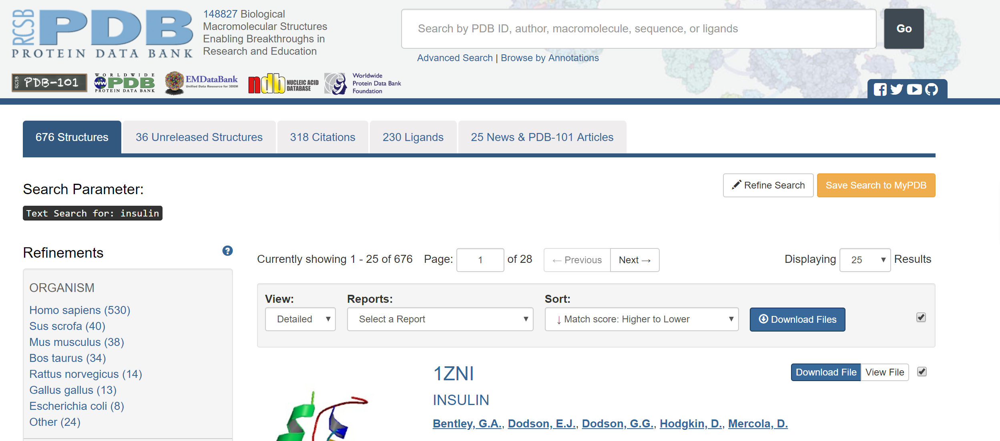 RCSB
PDB
PROTEIN DATA BANK
148827 Biological
Macromolecular Structures
Enabling Breakthroughs in
Research and Education
Search by PDB ID, author, macromolecule, sequence, or ligands
Go
Advanced Search | Browse by Annotations
RCSB PDB-101
WORLDWIDE
ww PDB
PROTEIN DATA BANK
EMDataBank
Unified Data Resource for 3DEM
ndb NUCLEIC ACID
DATABASE
Worldwide
Protein Data Bank
Foundation
676 Structures
36 Unreleased Structures
318 Citations
230 Ligands
25 News & PDB-101 Articles
Search Parameter:
Refine Search
Save Search to MyPDB
Text Search for: insulin
Refinements
?
Currently showing 1 - 25 of 676 Page: 1 of 28 ← Previous Next → Displaying 25 ▼ Results
ORGANISM
Homo sapiens (530)
Sus scrofa (40)
Mus musculus (38)
Bos taurus (34)
Rattus norvegicus (14)
Gallus gallus (13)
Escherichia coli (8)
Other (24)
View:
Detailed ▼
Reports:
Select a Report ▼
Sort:
↓ Match score: Higher to Lower ▼
Download Files
1ZNI
Download File View File
INSULIN
Bentley, G.A., Dodson, E.J., Dodson, G.G., Hodgkin, D., Mercola, D.